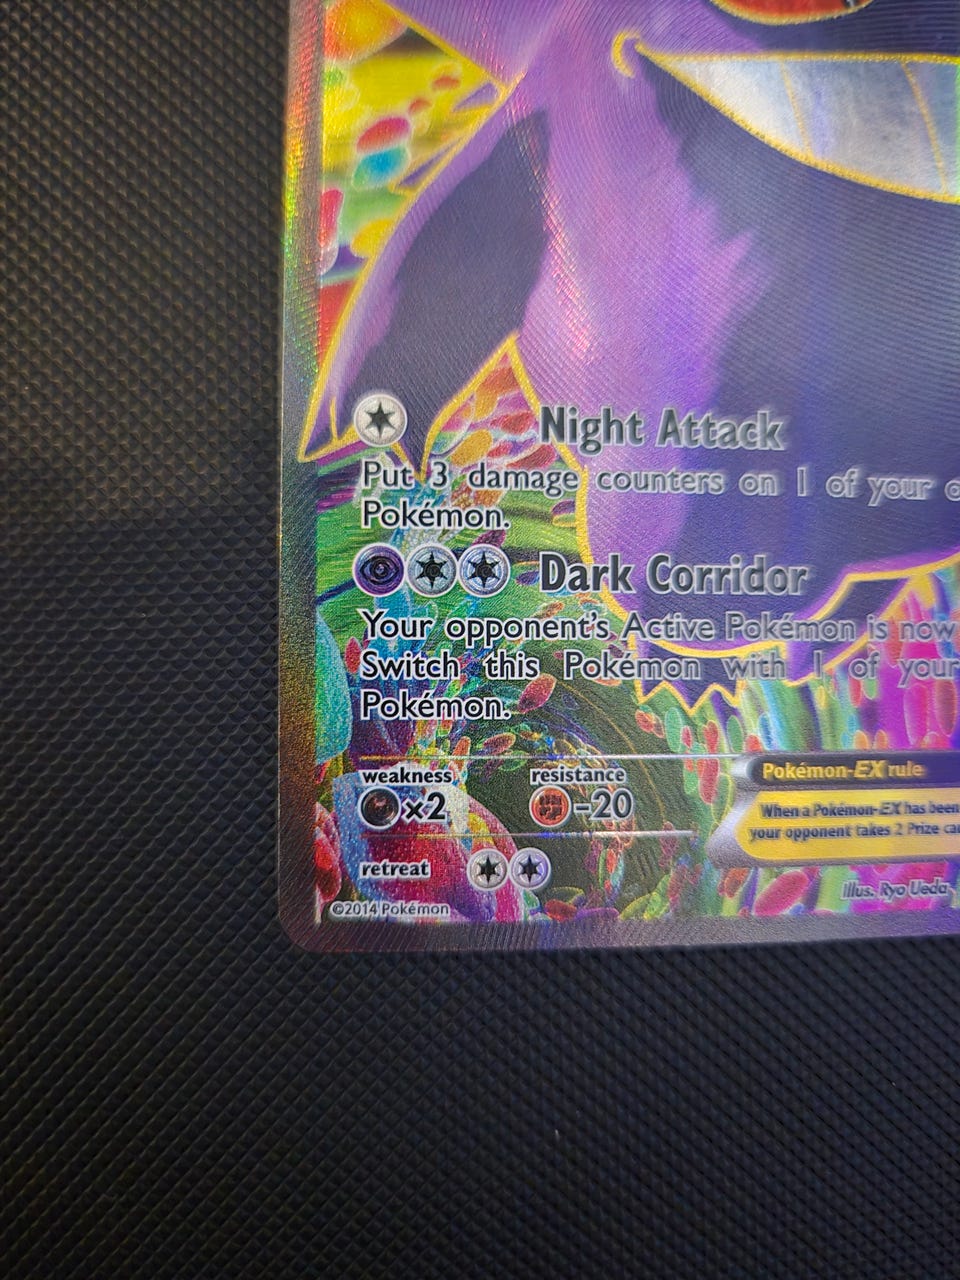 Night Attack
Put 3 damage counters on 1 of your
Pokémon.
Dark Corridor
Your opponent's Active Pokémon is now
Switch this Pokémon with 1 of your
Pokémon.
weakness resistance
×2 -20
Pokémon-EX rule
When a Pokémon-EX has been
your opponent takes 2 Prize
retreat
Illus. Ryo Ueda
©2014 Pokémon